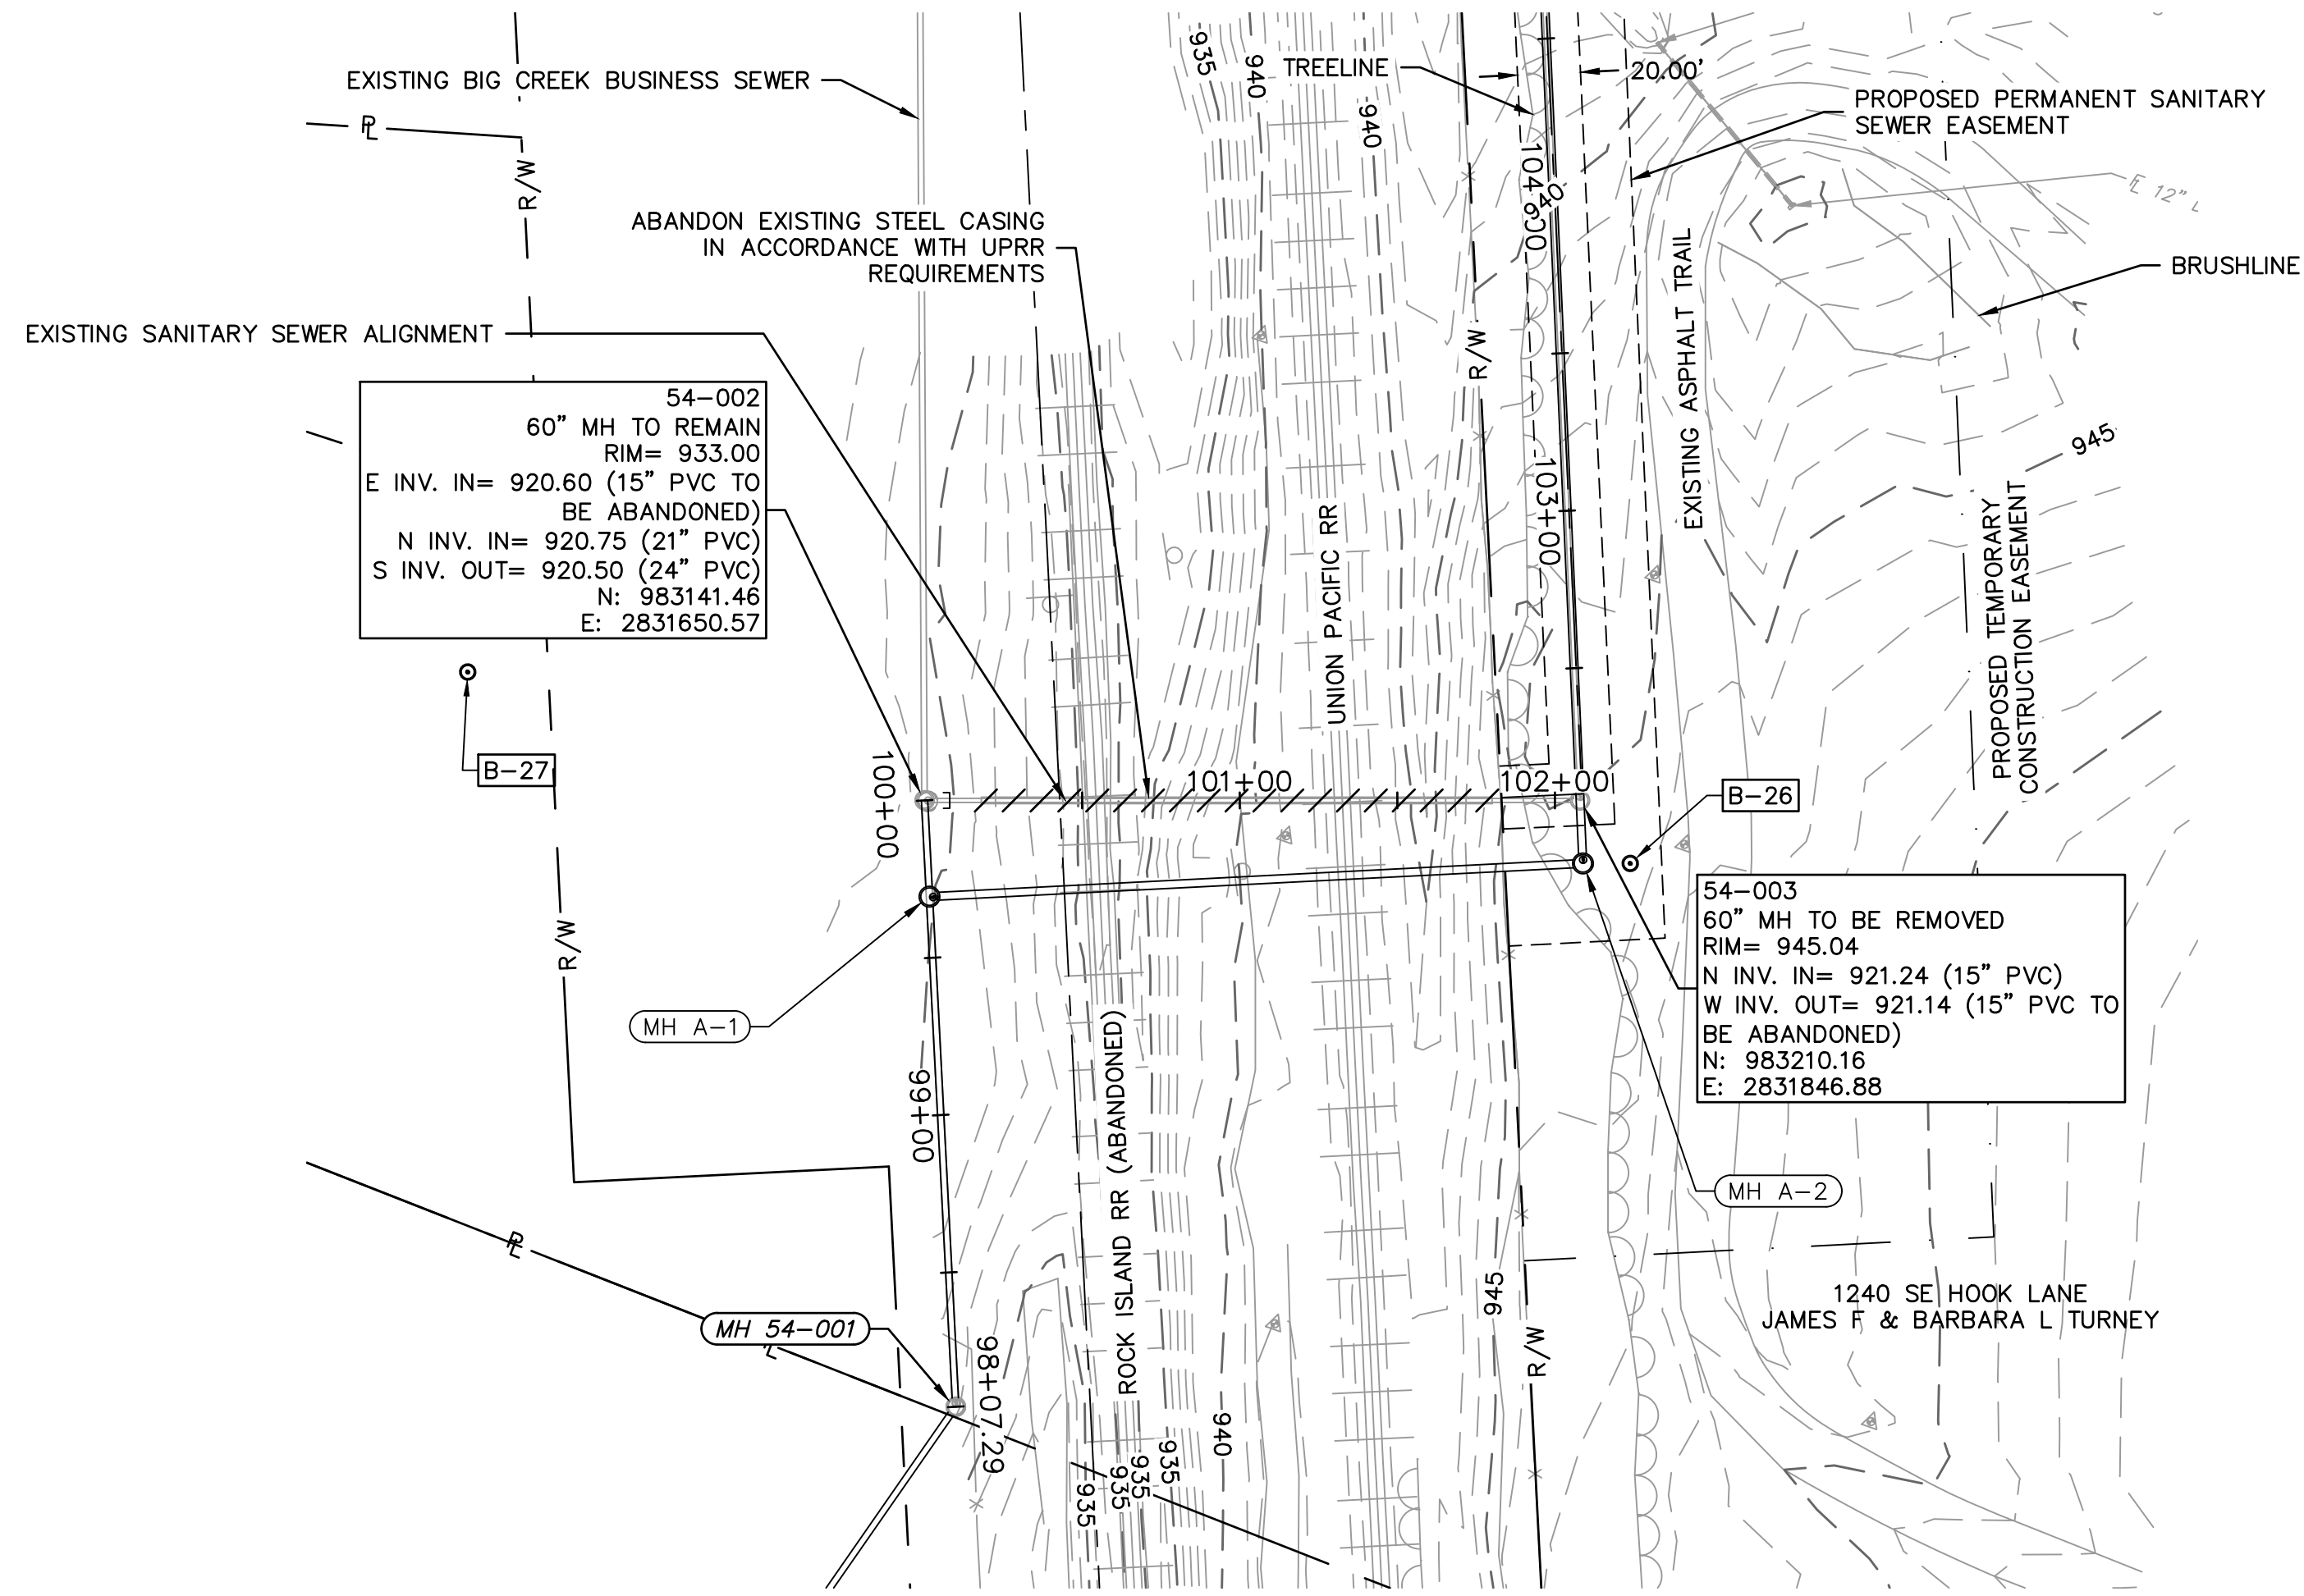 EXISTING BIG CREEK BUSINESS SEWER
TREELINE
20.00'
PROPOSED PERMANENT SANITARY
SEWER EASEMENT
935
940
940
PL
R/W
104+00
940
12"
ABANDON EXISTING STEEL CASING
IN ACCORDANCE WITH UPRR
REQUIREMENTS
BRUSHLINE
EXISTING SANITARY SEWER ALIGNMENT
R/W
EXISTING ASPHALT TRAIL
54-002
60" MH TO REMAIN
RIM= 933.00
E INV. IN= 920.60 (15" PVC TO
BE ABANDONED)
N INV. IN= 920.75 (21" PVC)
S INV. OUT= 920.50 (24" PVC)
N: 983141.46
E: 2831650.57
945
103+00
UNION PACIFIC RR
PROPOSED TEMPORARY
CONSTRUCTION EASEMENT
B-27
100+00
101+00
102+00
B-26
R/W
54-003
60" MH TO BE REMOVED
RIM= 945.04
N INV. IN= 921.24 (15" PVC)
W INV. OUT= 921.14 (15" PVC TO
BE ABANDONED)
N: 983210.16
E: 2831846.88
MH A-1
99+00
ROCK ISLAND RR (ABANDONED)
MH A-2
PL
945
1240 SE HOOK LANE
JAMES F & BARBARA L TURNEY
MH 54-001
R/W
98+07.29
940
935
935
935
935